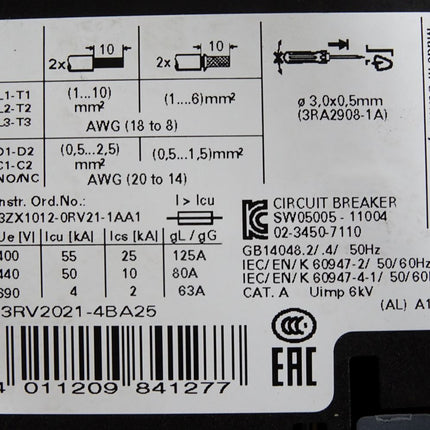 10 10
2x 2x
L1-T1 (1...10) (1...6)mm²
L2-T2 mm²
L3-T3 AWG (18 to 8)
ø 3,0x0,5mm
(3RA2908-1A)
D1-D2 (0,5...2,5) (0,5...1,5)mm²
C1-C2 mm²
NO/NC AWG (20 to 14)
Instr. Ord.No.: I > Icu
3ZX1012-0RV21-1AA1
Ue [V] Icu [kA] Ics [kA] gL / gG
400 55 25 125A
440 50 10 80A
690 4 2 63A
CIRCUIT BREAKER
SW05005 - 11004
02-3450-7110
GB14048.2/ .4/ 50Hz
IEC/ EN/ K 60947-2/ 50/60Hz
IEC/ EN/ K 60947-4-1/ 50/60
CAT. A Uimp 6kV
(AL) A1
3RV2021-4BA25
CCC
EAC
4 011209 841277